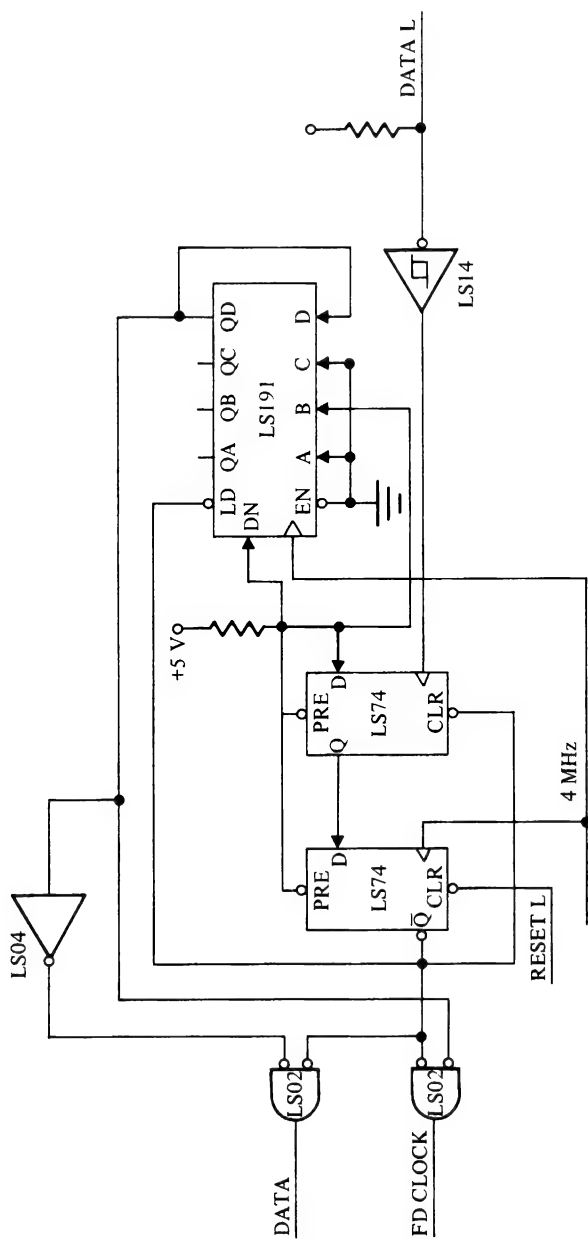 DATA L
LS14
QA QB QC QD
LD
DN
LS191
EN A B C D
+5 V
PRE
D
Q
LS74
CLR
PRE
D
Q̅
LS74
CLR
4 MHz
RESET L
LS04
LS02
LS02
DATA
FD CLOCK